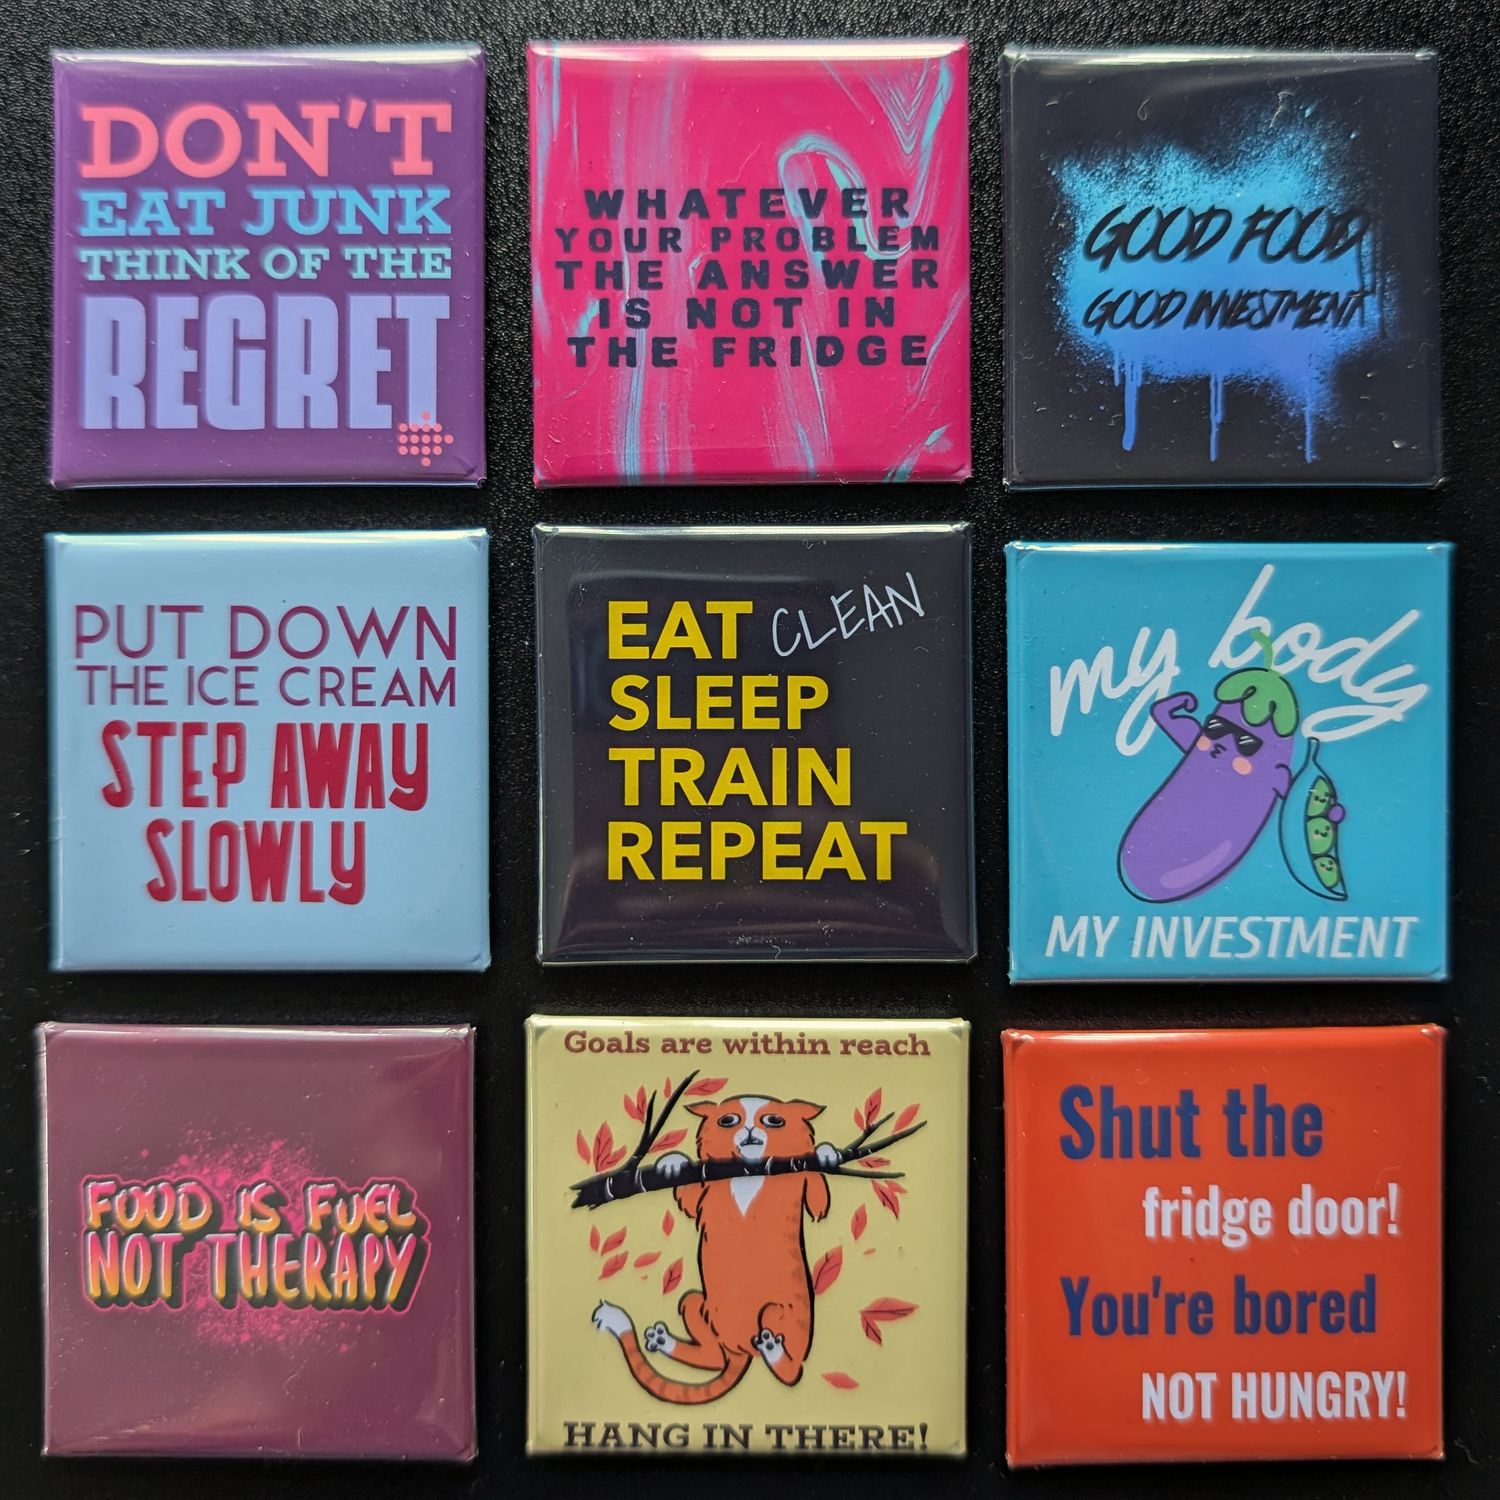 DON'T
EAT JUNK
THINK OF THE
REGRET
WHATEVER
YOUR PROBLEM
THE ANSWER
IS NOT IN
THE FRIDGE
GOOD FOOD,
GOOD INVESTMENT
PUT DOWN
THE ICE CREAM
STEP AWAY
SLOWLY
EAT CLEAN
SLEEP
TRAIN
REPEAT
my body
MY INVESTMENT
FOOD IS FUEL
NOT THERAPY
Goals are within reach
HANG IN THERE!
Shut the
fridge door!
You're bored
NOT HUNGRY!